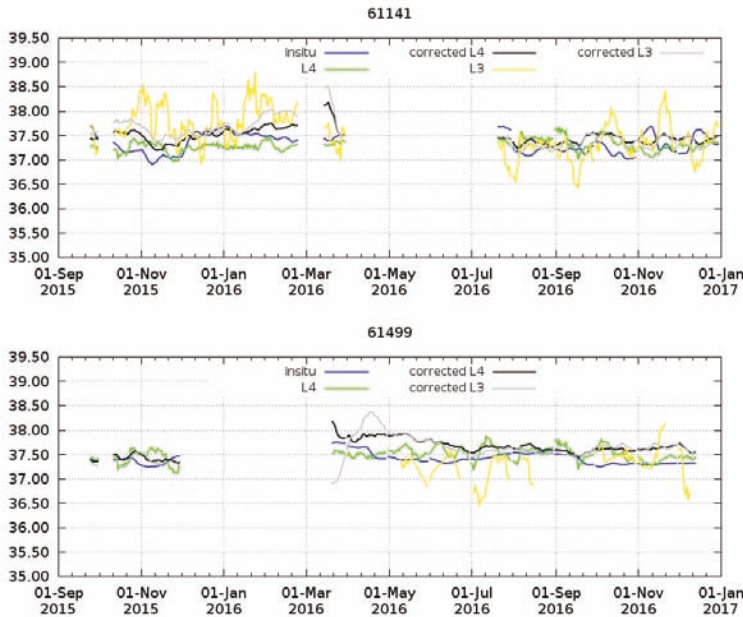 61141
39.50
39.00
38.50
38.00
37.50
37.00
36.50
36.00
35.50
35.00
Insitu
corrected L4
corrected L3
L4
L3
01-Sep 01-Nov 01-Jan 01-Mar 01-May 01-Jul 01-Sep 01-Nov 01-Jan
2015 2015 2016 2016 2016 2016 2016 2016 2017
61499
39.50
39.00
38.50
38.00
37.50
37.00
36.50
36.00
35.50
35.00
Insitu
corrected L4
L4
corrected L3
01-Sep 01-Nov 01-Jan 01-Mar 01-May 01-Jul 01-Sep 01-Nov 01-Jan
2015 2015 2016 2016 2016 2016 2016 2016 2017